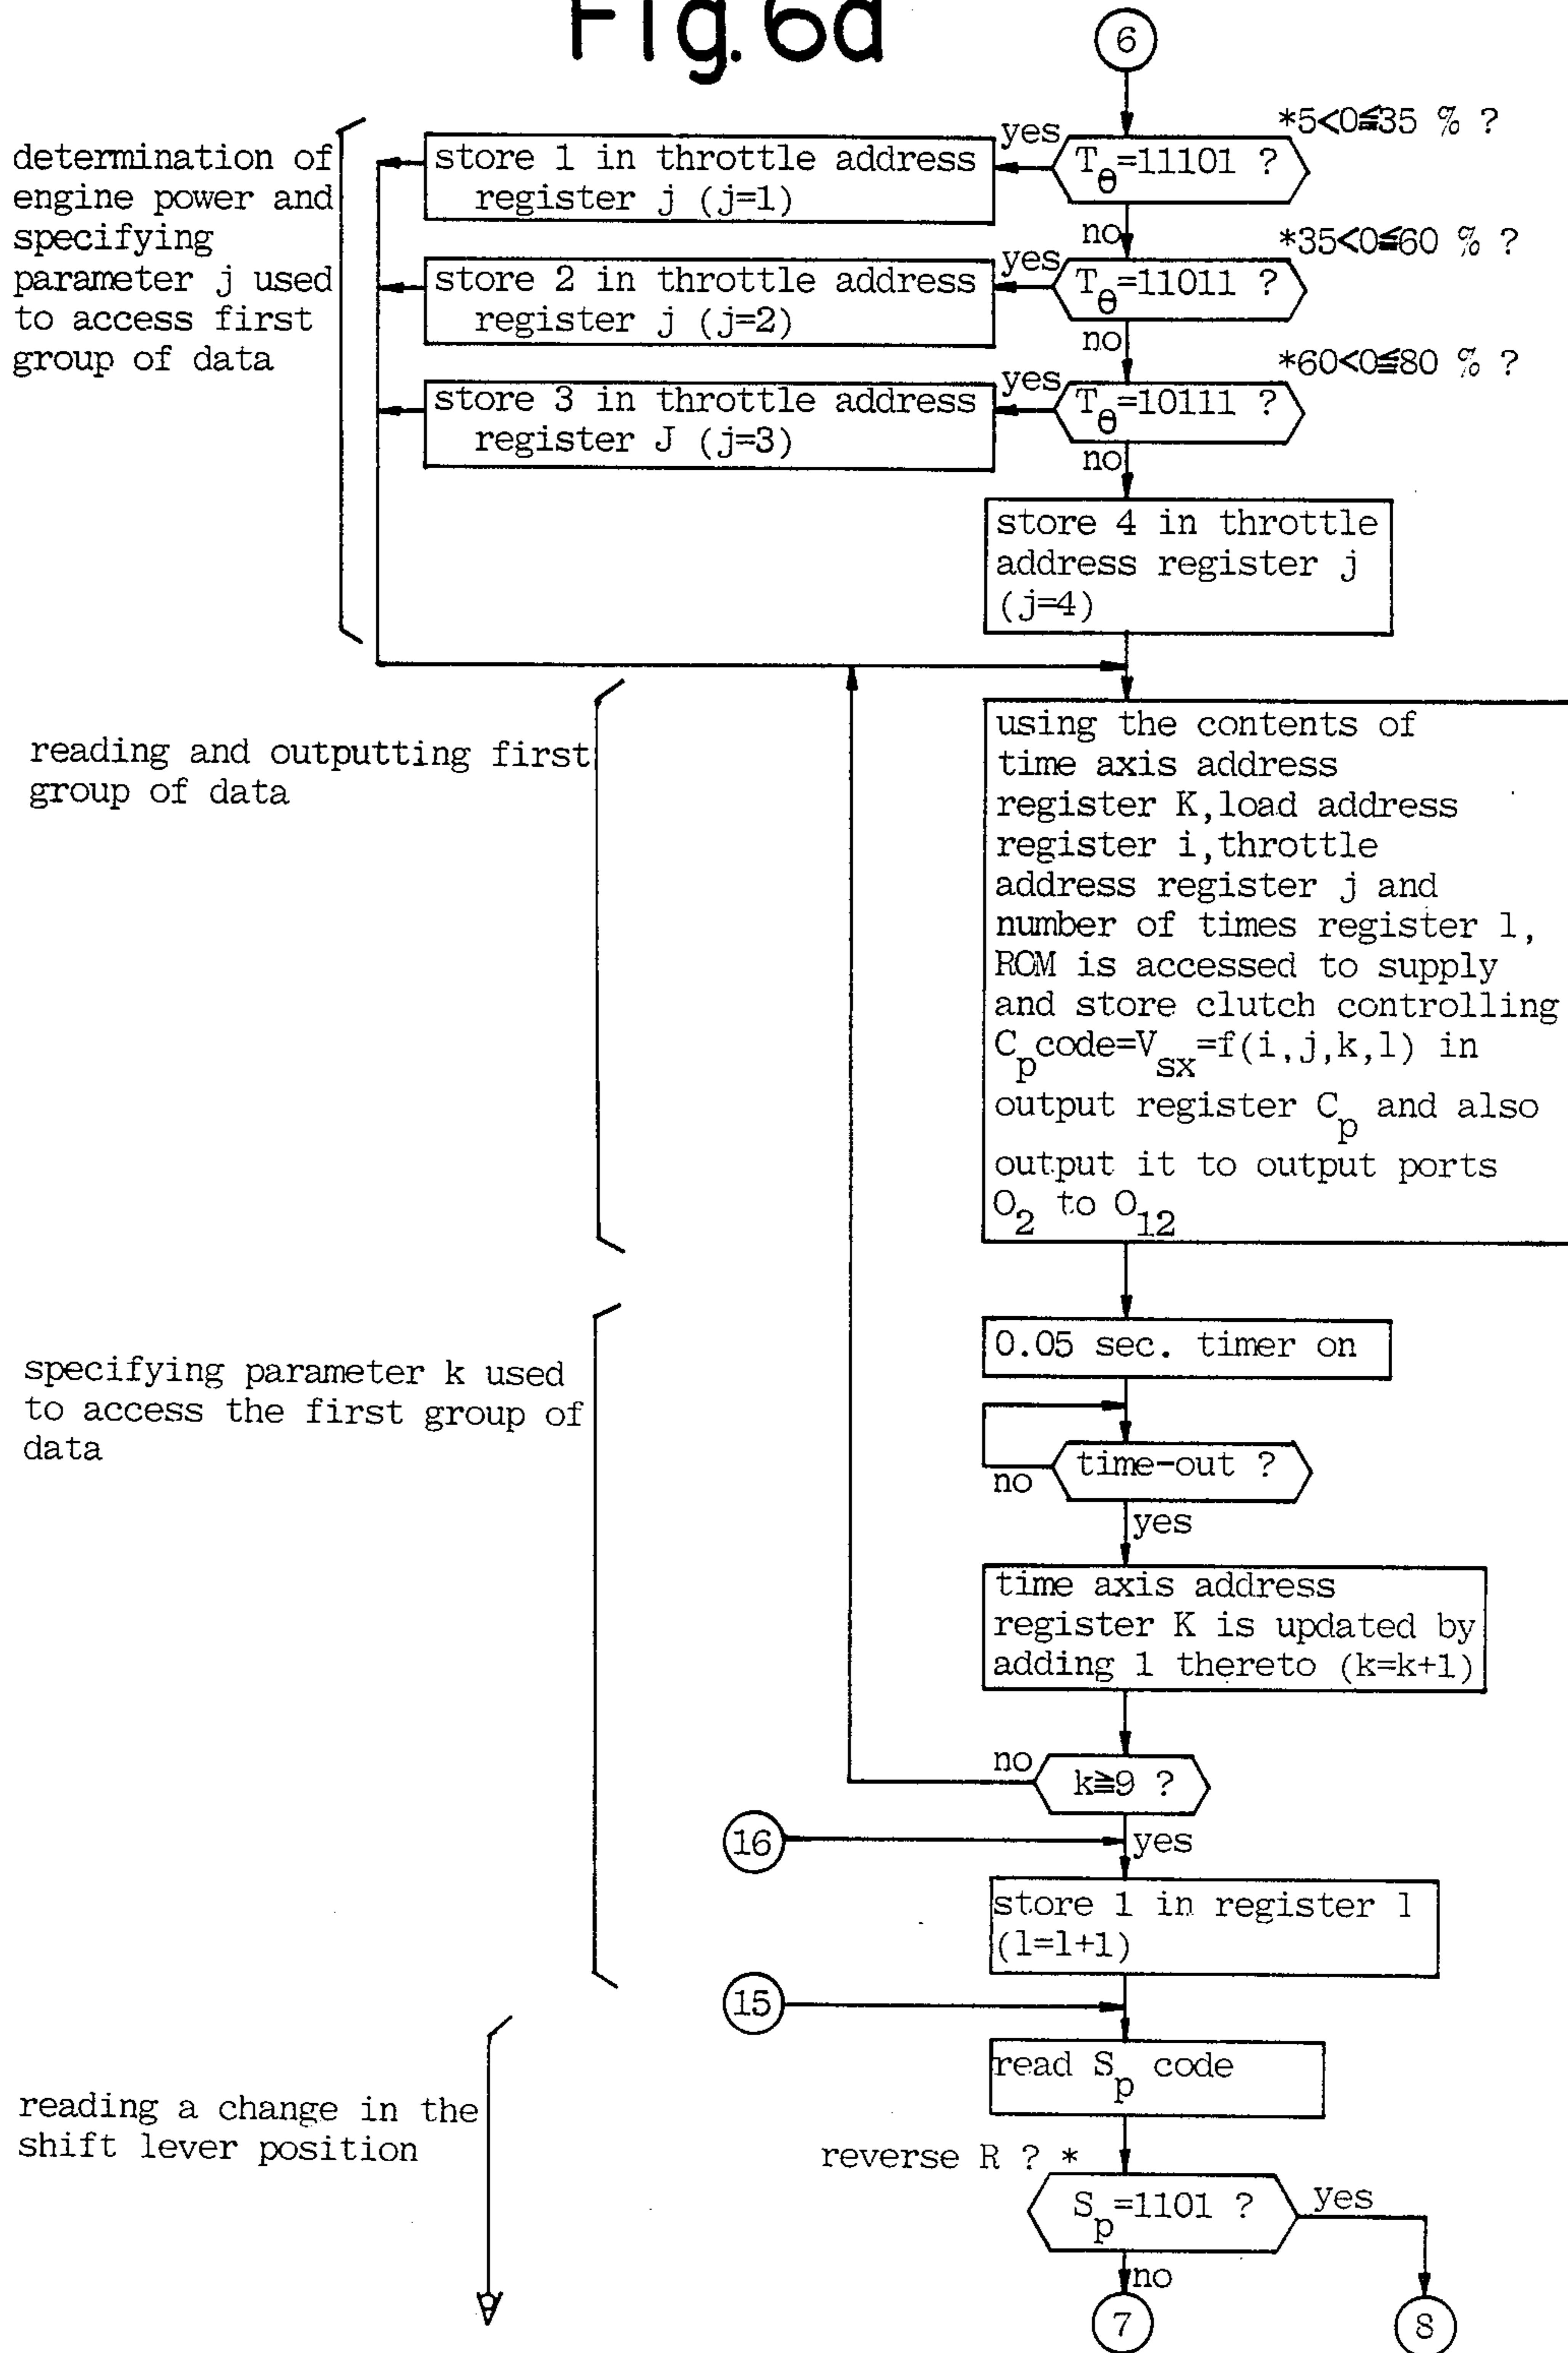 Fig. 6d
6
determination of
engine power and
specifying
parameter j used
to access first
group of data
*5<0≦35 % ?
Tθ=11101 ?
yes
store 1 in throttle address
register j (j=1)
no
*35<0≦60 % ?
Tθ=11011 ?
yes
store 2 in throttle address
register j (j=2)
no
*60<0≦80 % ?
Tθ=10111 ?
yes
store 3 in throttle address
register J (j=3)
no
store 4 in throttle
address register j
(j=4)
reading and outputting first
group of data
using the contents of
time axis address
register K,load address
register i,throttle
address register j and
number of times register l,
ROM is accessed to supply
and store clutch controlling
Cp code=Vsx=f(i,j,k,l) in
output register Cp and also
output it to output ports
O2 to O12
specifying parameter k used
to access the first group of
data
0.05 sec. timer on
time-out ?
no
yes
time axis address
register K is updated by
adding 1 thereto (k=k+1)
no
k≧9 ?
16
yes
store 1 in register l
(l=l+1)
15
reading a change in the
shift lever position
read Sp code
reverse R ? *
Sp=1101 ?
yes
no
7
8